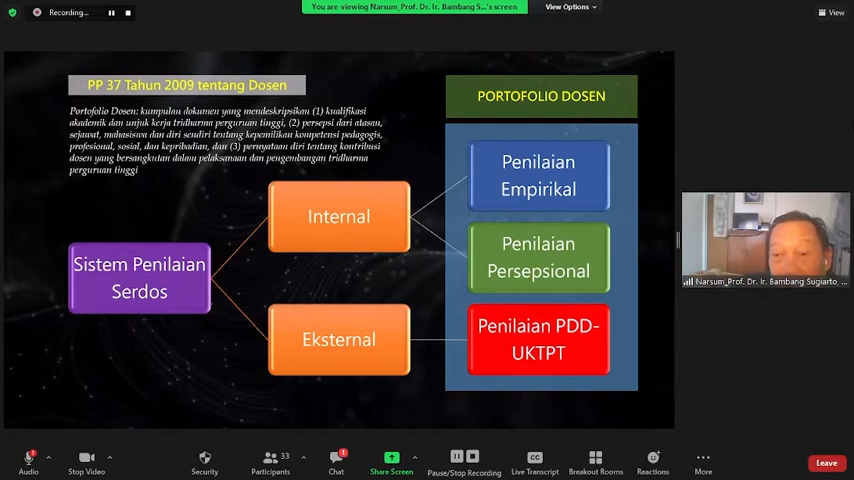 Recording...
You are viewing Narsum_Prof. Dr. Ir. Bambang S...'s screen
View Options
View
PP 37 Tahun 2009 tentang Dosen
Portofolio Dosen: kumpulan dokumen yang mendeskripsikan (1) kualifikasi
akademik dan unjuk kerja tridharma perguruan tinggi, (2) persepsi dari atasan,
sejawat, mahasiswa dan diri sendiri tentang kepemilikan kompetensi pedagogis,
profesional, sosial, dan kepribadian, dan (3) pernyataan diri tentang kontribusi
dosen yang bersangkutan dalam pelaksanaan dan pengembangan tridharma
perguruan tinggi
PORTOFOLIO DOSEN
Sistem Penilaian
Serdos
Internal
Eksternal
Penilaian
Empirikal
Penilaian
Persepsional
Penilaian PDD-
UKTPT
Narsum_Prof. Dr. Ir. Bambang Sugiarto, ...
Audio
Stop Video
Security
Participants
33
Chat
1
Share Screen
Pause/Stop Recording
CC
Live Transcript
Breakout Rooms
Reactions
More
Leave